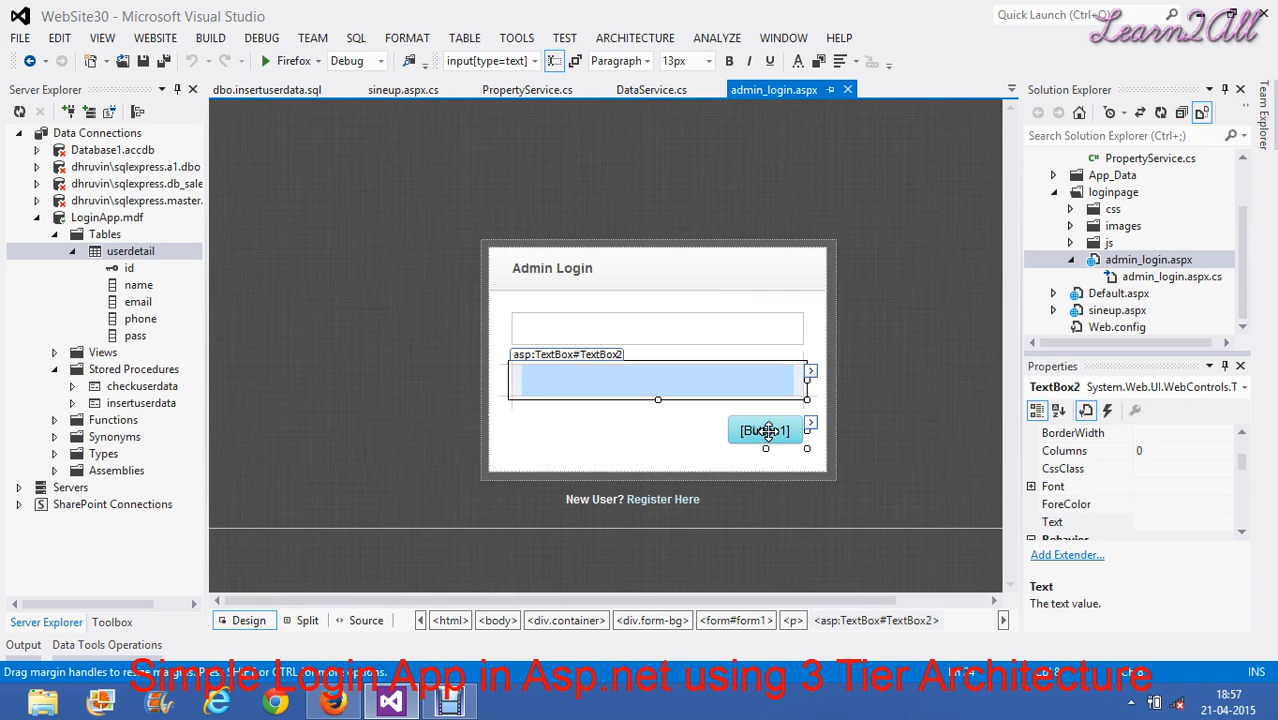 WebSite30 - Microsoft Visual Studio
Quick Launch (Ctrl+Q)
Learn2All
FILE EDIT VIEW WEBSITE BUILD DEBUG TEAM SQL FORMAT TABLE TOOLS TEST ARCHITECTURE ANALYZE WINDOW HELP
Firefox Debug input[type=text] Paragraph 13px B I U A
Server Explorer
dbo.insertuserdata.sql sineup.aspx.cs PropertyService.cs DataService.cs admin_login.aspx
Solution Explorer
Team Explorer
Search Solution Explorer (Ctrl+;)
Data Connections
Database1.accdb
dhruvin\sqlexpress.a1.dbo
dhruvin\sqlexpress.db_sale
dhruvin\sqlexpress.master.
LoginApp.mdf
Tables
userdetail
id
name
email
phone
pass
Views
Stored Procedures
checkuserdata
insertuserdata
Functions
Synonyms
Types
Assemblies
Servers
SharePoint Connections
Server Explorer Toolbox
Admin Login
asp:TextBox#TextBox2
New User? Register Here
Design Split Source
<html> <body> <div.container> <div.form-bg> <form#form1> <p> <asp:TextBox#TextBox2>
C# PropertyService.cs
App_Data
loginpage
css
images
js
admin_login.aspx
admin_login.aspx.cs
Default.aspx
sineup.aspx
Web.config
Properties
TextBox2 System.Web.UI.WebControls.T
BorderWidth
Columns 0
CssClass
Font
ForeColor
Text
Behavior
Add Extender...
Text
The text value.
Output Data Tools Operations
INS
Simple Login App in Asp.net using 3 Tier Architecture
18:57
21-04-2015